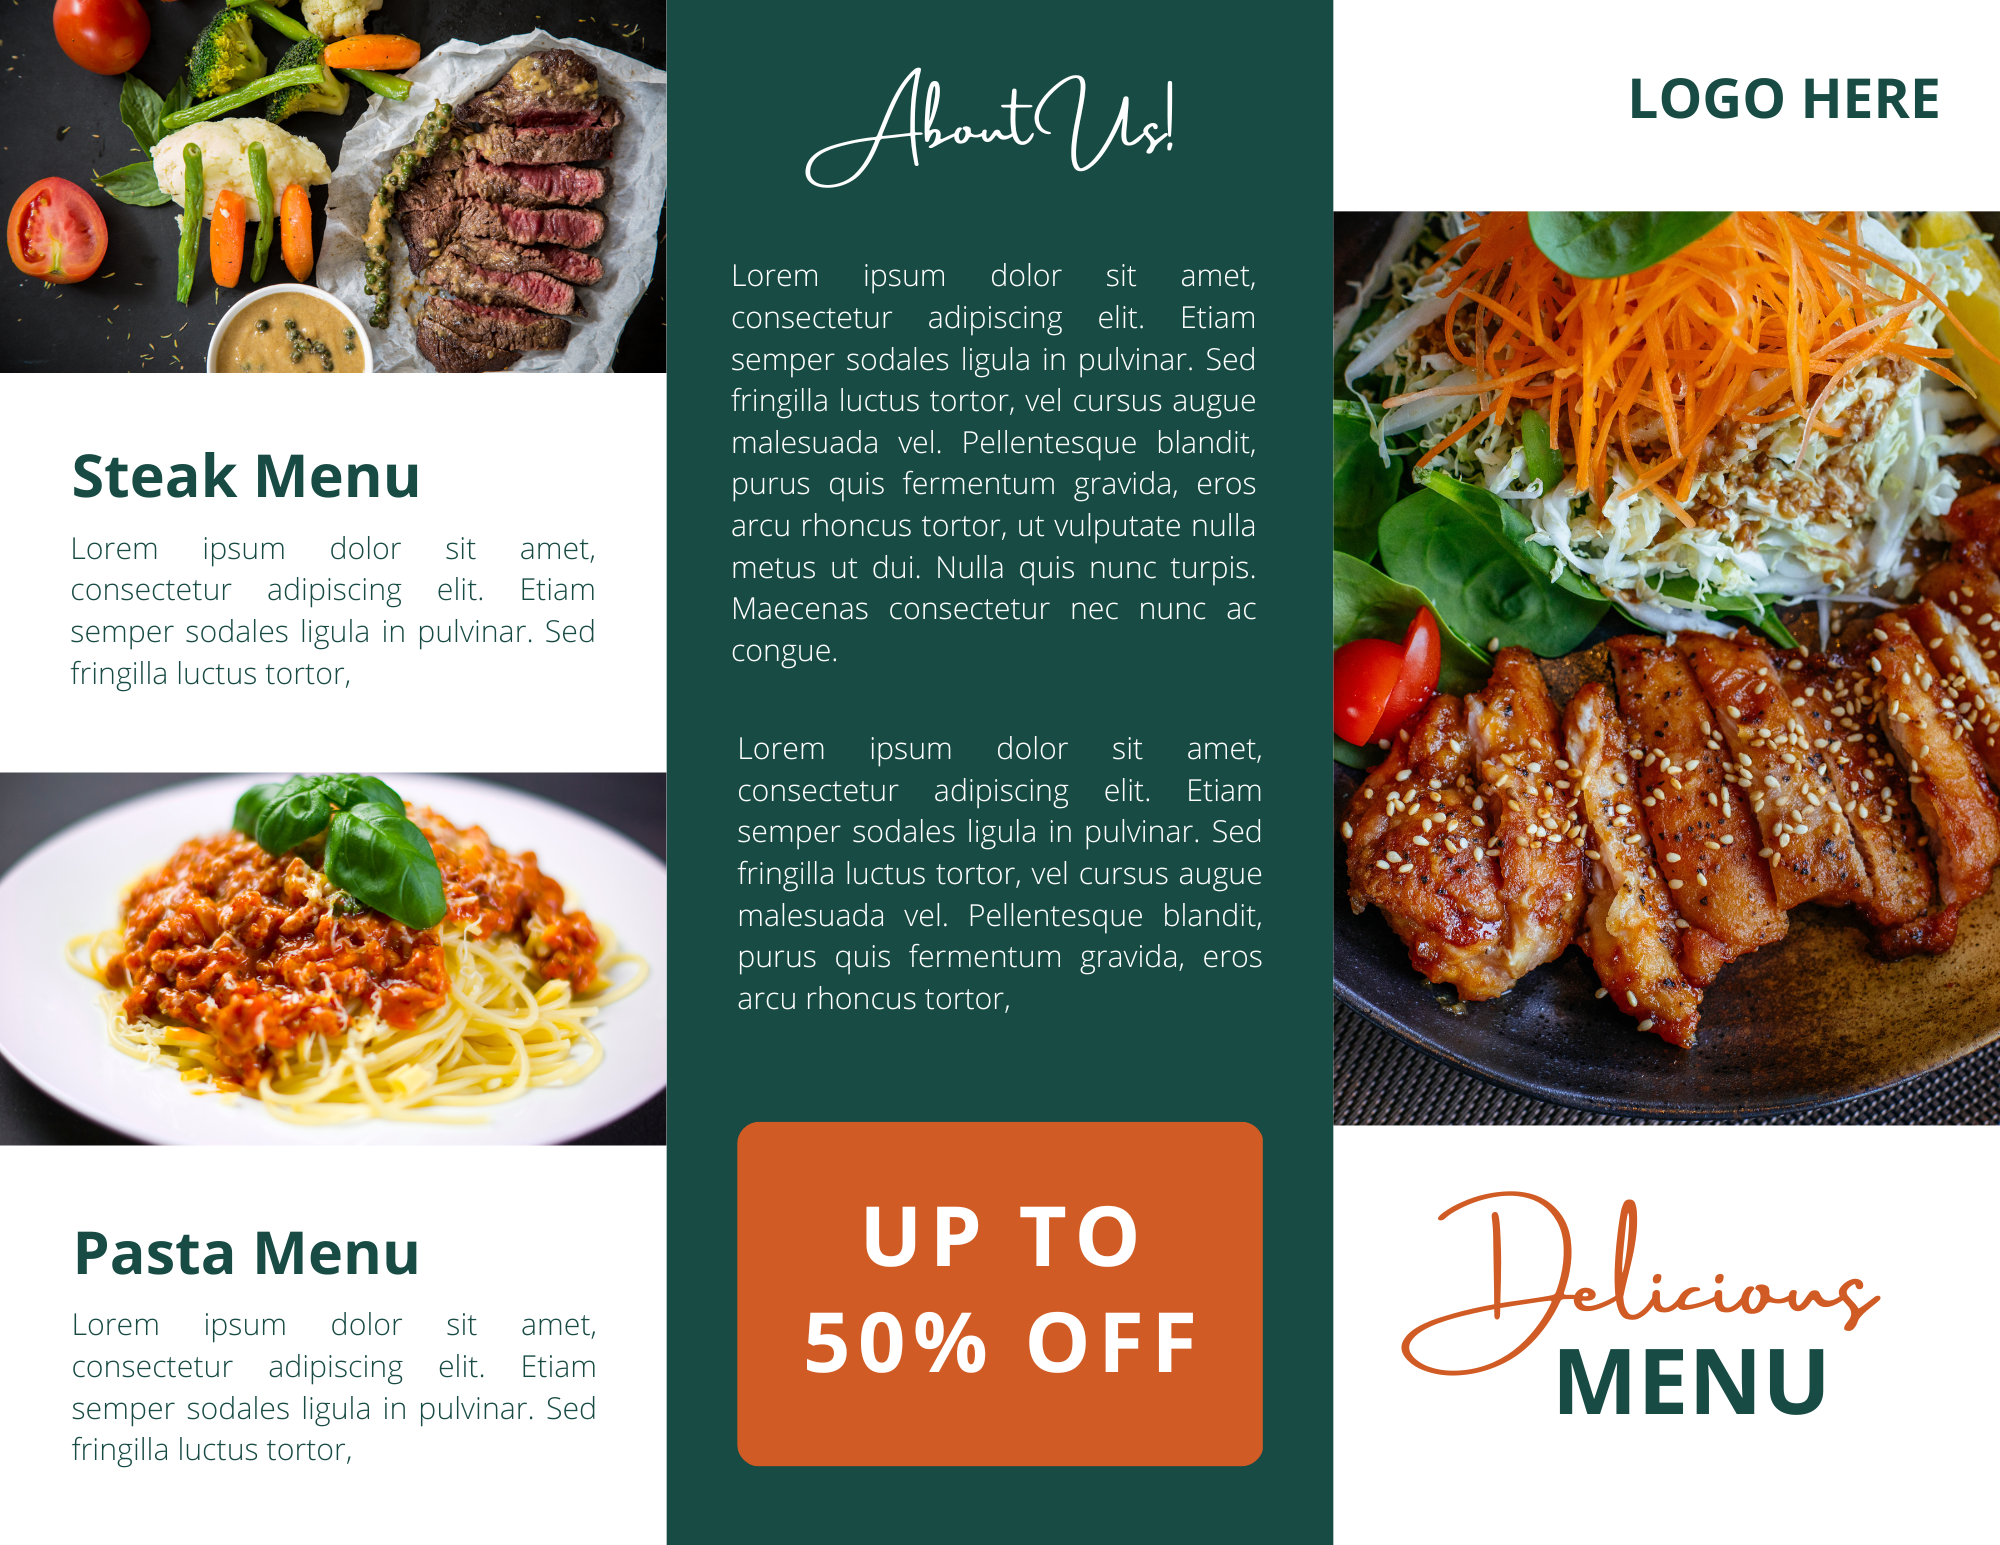 Steak Menu
Lorem ipsum dolor sit amet,
consectetur adipiscing elit. Etiam
semper sodales ligula in pulvinar. Sed
fringilla luctus tortor,
Pasta Menu
Lorem ipsum dolor sit amet,
consectetur adipiscing elit. Etiam
semper sodales ligula in pulvinar. Sed
fringilla luctus tortor,
About Us!
Lorem ipsum dolor sit amet,
consectetur adipiscing elit. Etiam
semper sodales ligula in pulvinar. Sed
fringilla luctus tortor, vel cursus augue
malesuada vel. Pellentesque blandit,
purus quis fermentum gravida, eros
arcu rhoncus tortor, ut vulputate nulla
metus ut dui. Nulla quis nunc turpis.
Maecenas consectetur nec nunc ac
congue.
Lorem ipsum dolor sit amet,
consectetur adipiscing elit. Etiam
semper sodales ligula in pulvinar. Sed
fringilla luctus tortor, vel cursus augue
malesuada vel. Pellentesque blandit,
purus quis fermentum gravida, eros
arcu rhoncus tortor,
UP TO
50% OFF
LOGO HERE
Delicious
MENU